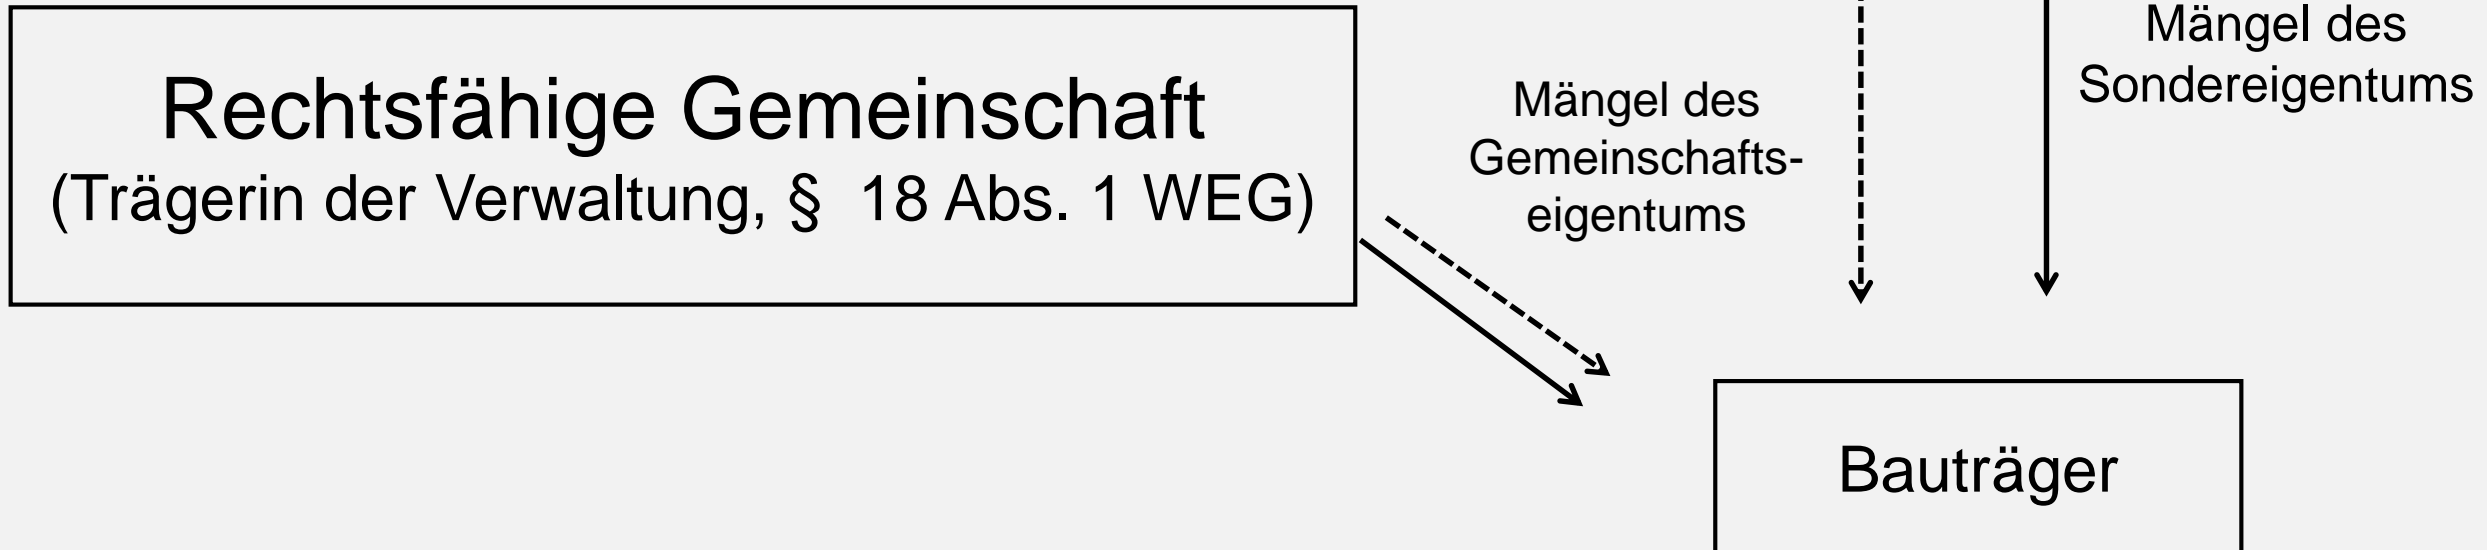 Rechtsfähige Gemeinschaft
(Trägerin der Verwaltung, § 18 Abs. 1 WEG)
Mängel des
Gemeinschafts-
eigentums
Mängel des
Sondereigentums
Bauträger